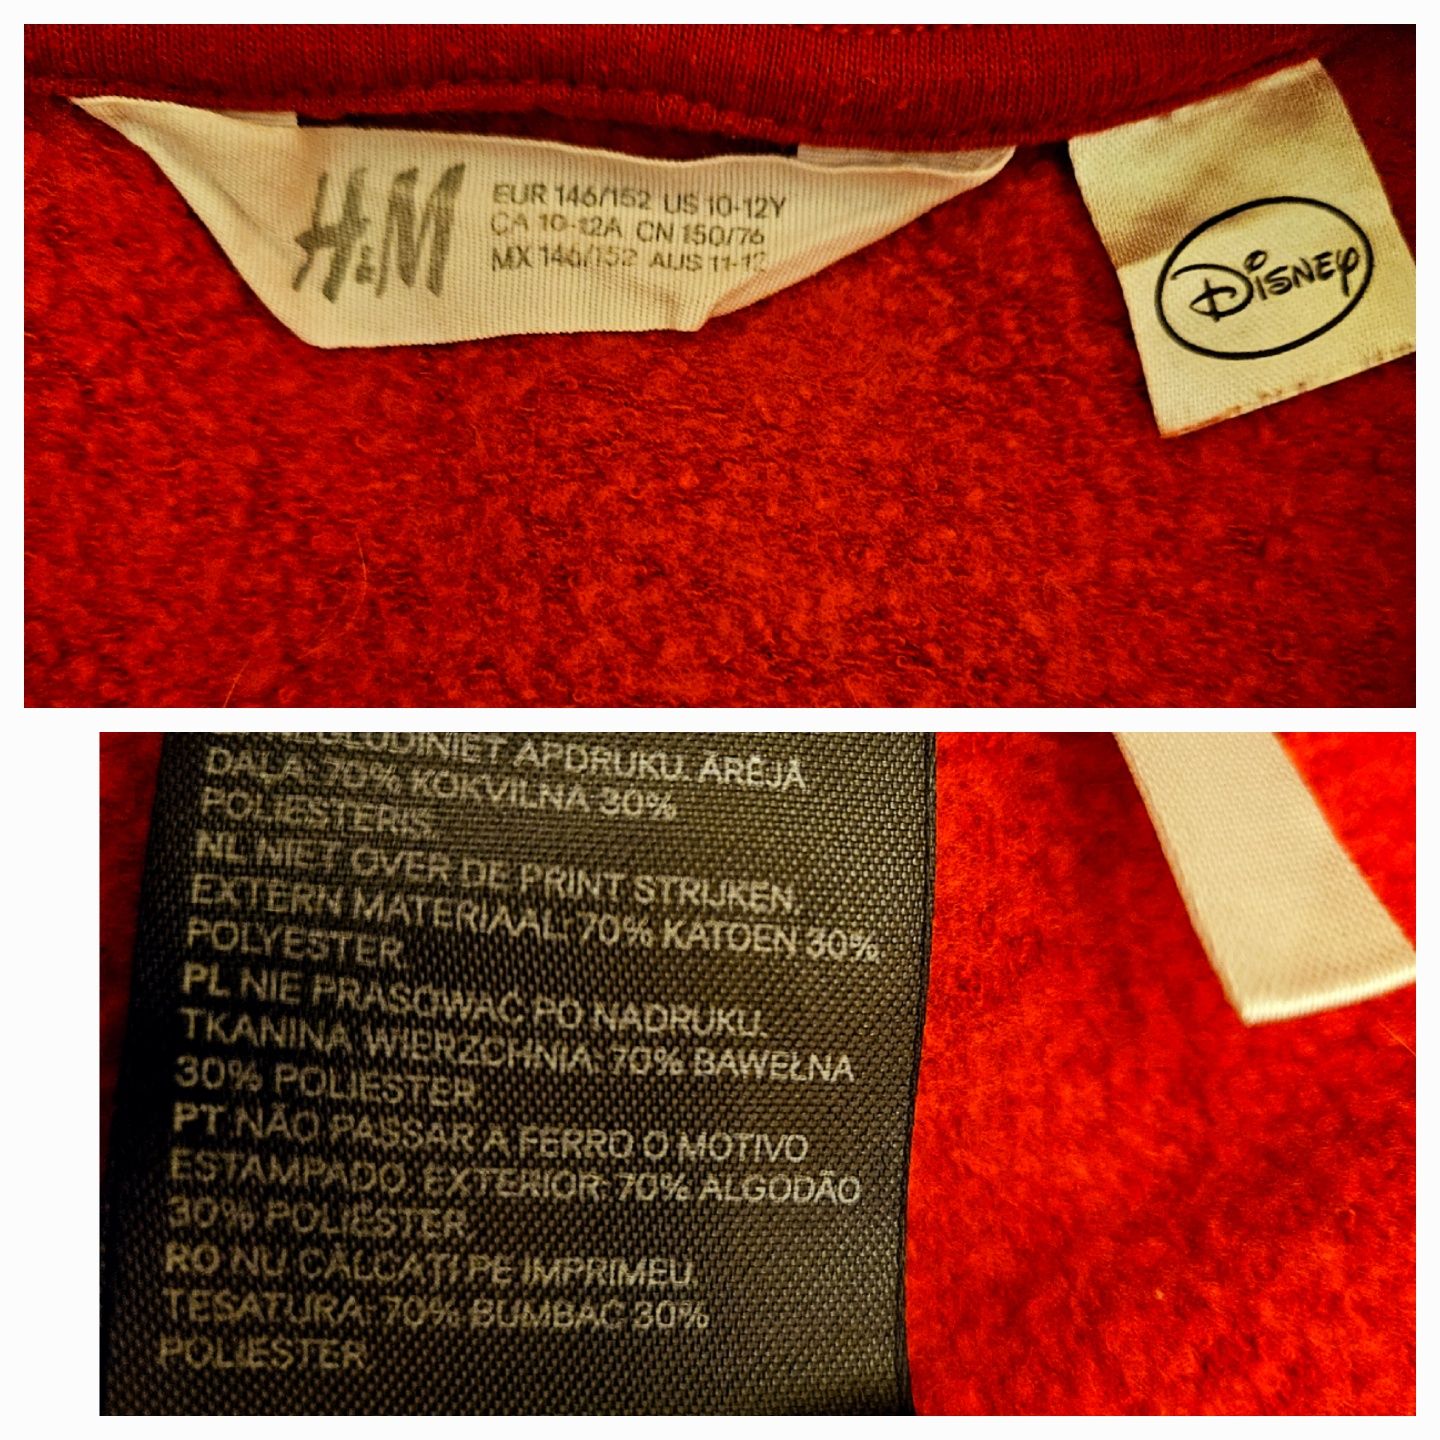 H&M
EUR 146/152 US 10-12Y
CA 10-12A CN 150/76
MX 146/152 AUS 11-12
Disney
APDRUKU. ĀRĒJĀ
DAĻA: 70% KOKVILNA 30%
POLIESTERIS.
NL NIET OVER DE PRINT STRIJKEN.
EXTERN MATERIAAL: 70% KATOEN 30%
POLYESTER.
PL NIE PRASOWAĆ PO NADRUKU.
TKANINA WIERZCHNIA: 70% BAWEŁNA
30% POLIESTER.
PT NÃO PASSAR A FERRO O MOTIVO
ESTAMPADO. EXTERIOR: 70% ALGODÃO
30% POLIÉSTER.
RO NU CĂLCAȚI PE IMPRIMEU.
TESATURA: 70% BUMBAC 30%
POLIESTER.